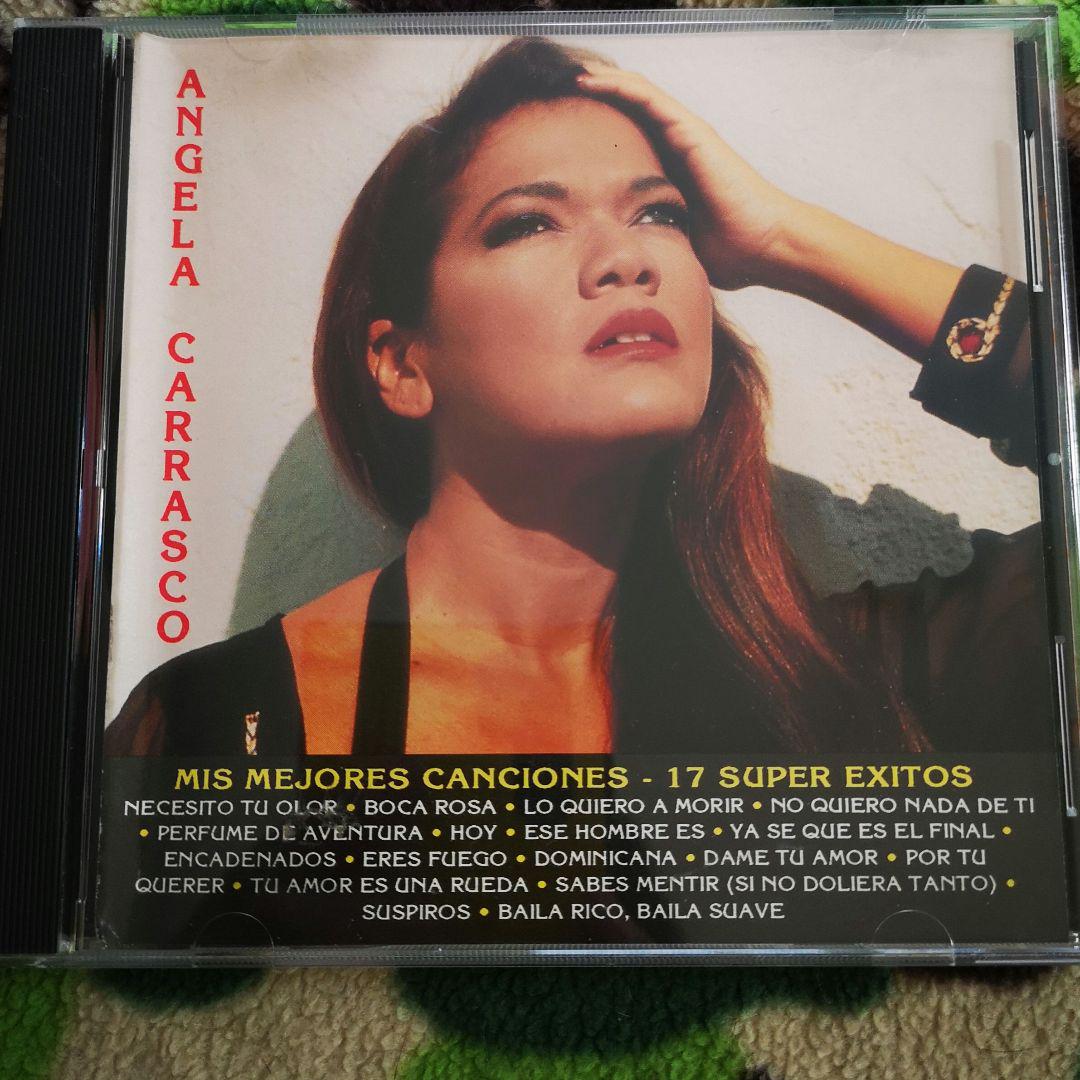 ANGELA CARRASCO
MIS MEJORES CANCIONES - 17 SUPER EXITOS
NECESITO TU OLOR • BOCA ROSA • LO QUIERO A MORIR • NO QUIERO NADA DE TI
• PERFUME DE AVENTURA • HOY • ESE HOMBRE ES • YA SE QUE ES EL FINAL •
ENCADENADOS • ERES FUEGO • DOMINICANA • DAME TU AMOR • POR TU
QUERER • TU AMOR ES UNA RUEDA • SABES MENTIR (SI NO DOLIERA TANTO) •
SUSPIROS • BAILA RICO, BAILA SUAVE